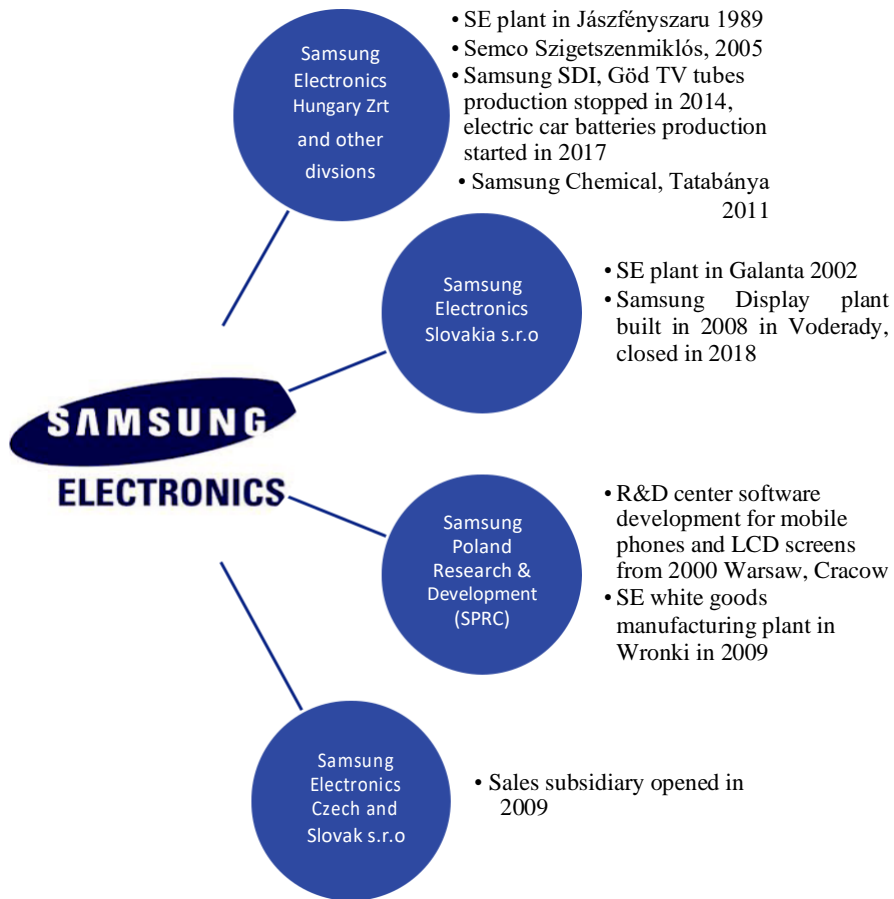 Samsung
Electronics
Hungary Zrt
and other
divsions
• SE plant in Jászfényszaru 1989
• Semco Szigetszenmiklós, 2005
• Samsung SDI, Göd TV tubes
production stopped in 2014,
electric car batteries production
started in 2017
• Samsung Chemical, Tatabánya
2011
Samsung
Electronics
Slovakia s.r.o
• SE plant in Galanta 2002
• Samsung Display plant
built in 2008 in Voderady,
closed in 2018
SAMSUNG
ELECTRONICS
Samsung
Poland
Research &
Development
(SPRC)
• R&D center software
development for mobile
phones and LCD screens
from 2000 Warsaw, Cracow
• SE white goods
manufacturing plant in
Wronki in 2009
Samsung
Electronics
Czech and
Slovak s.r.o
• Sales subsidiary opened in
2009